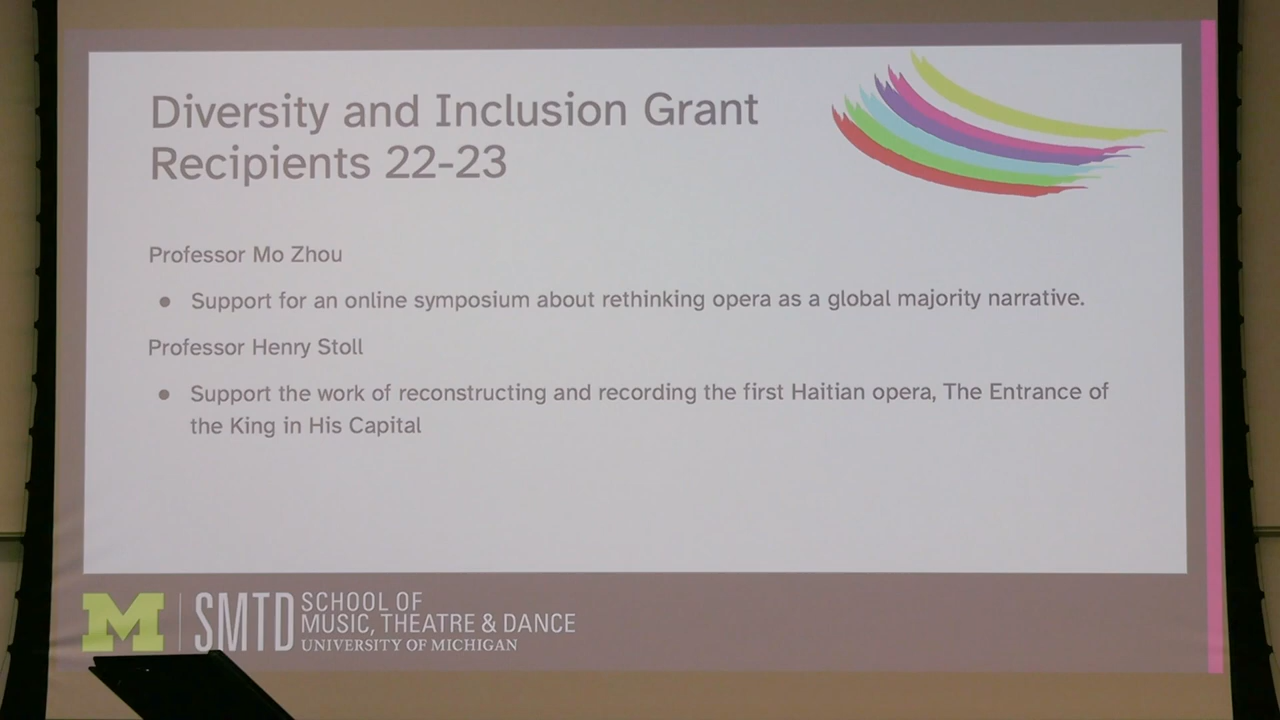 Diversity and Inclusion Grant
Recipients 22-23
Professor Mo Zhou
● Support for an online symposium about rethinking opera as a global majority narrative.
Professor Henry Stoll
● Support the work of reconstructing and recording the first Haitian opera, The Entrance of
the King in His Capital
M SMTD SCHOOL OF
MUSIC, THEATRE & DANCE
UNIVERSITY OF MICHIGAN